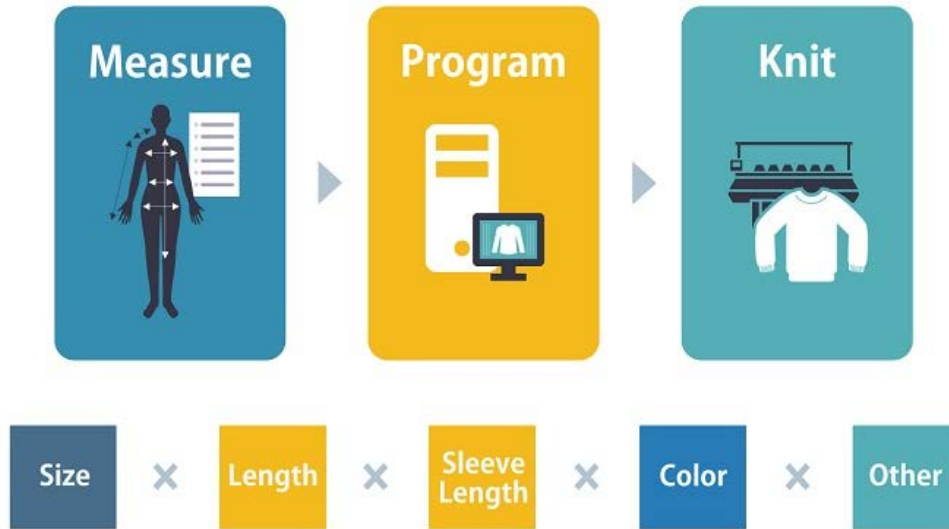 Measure
Program
Knit
Size
×
Length
×
Sleeve
Length
×
Color
×
Other